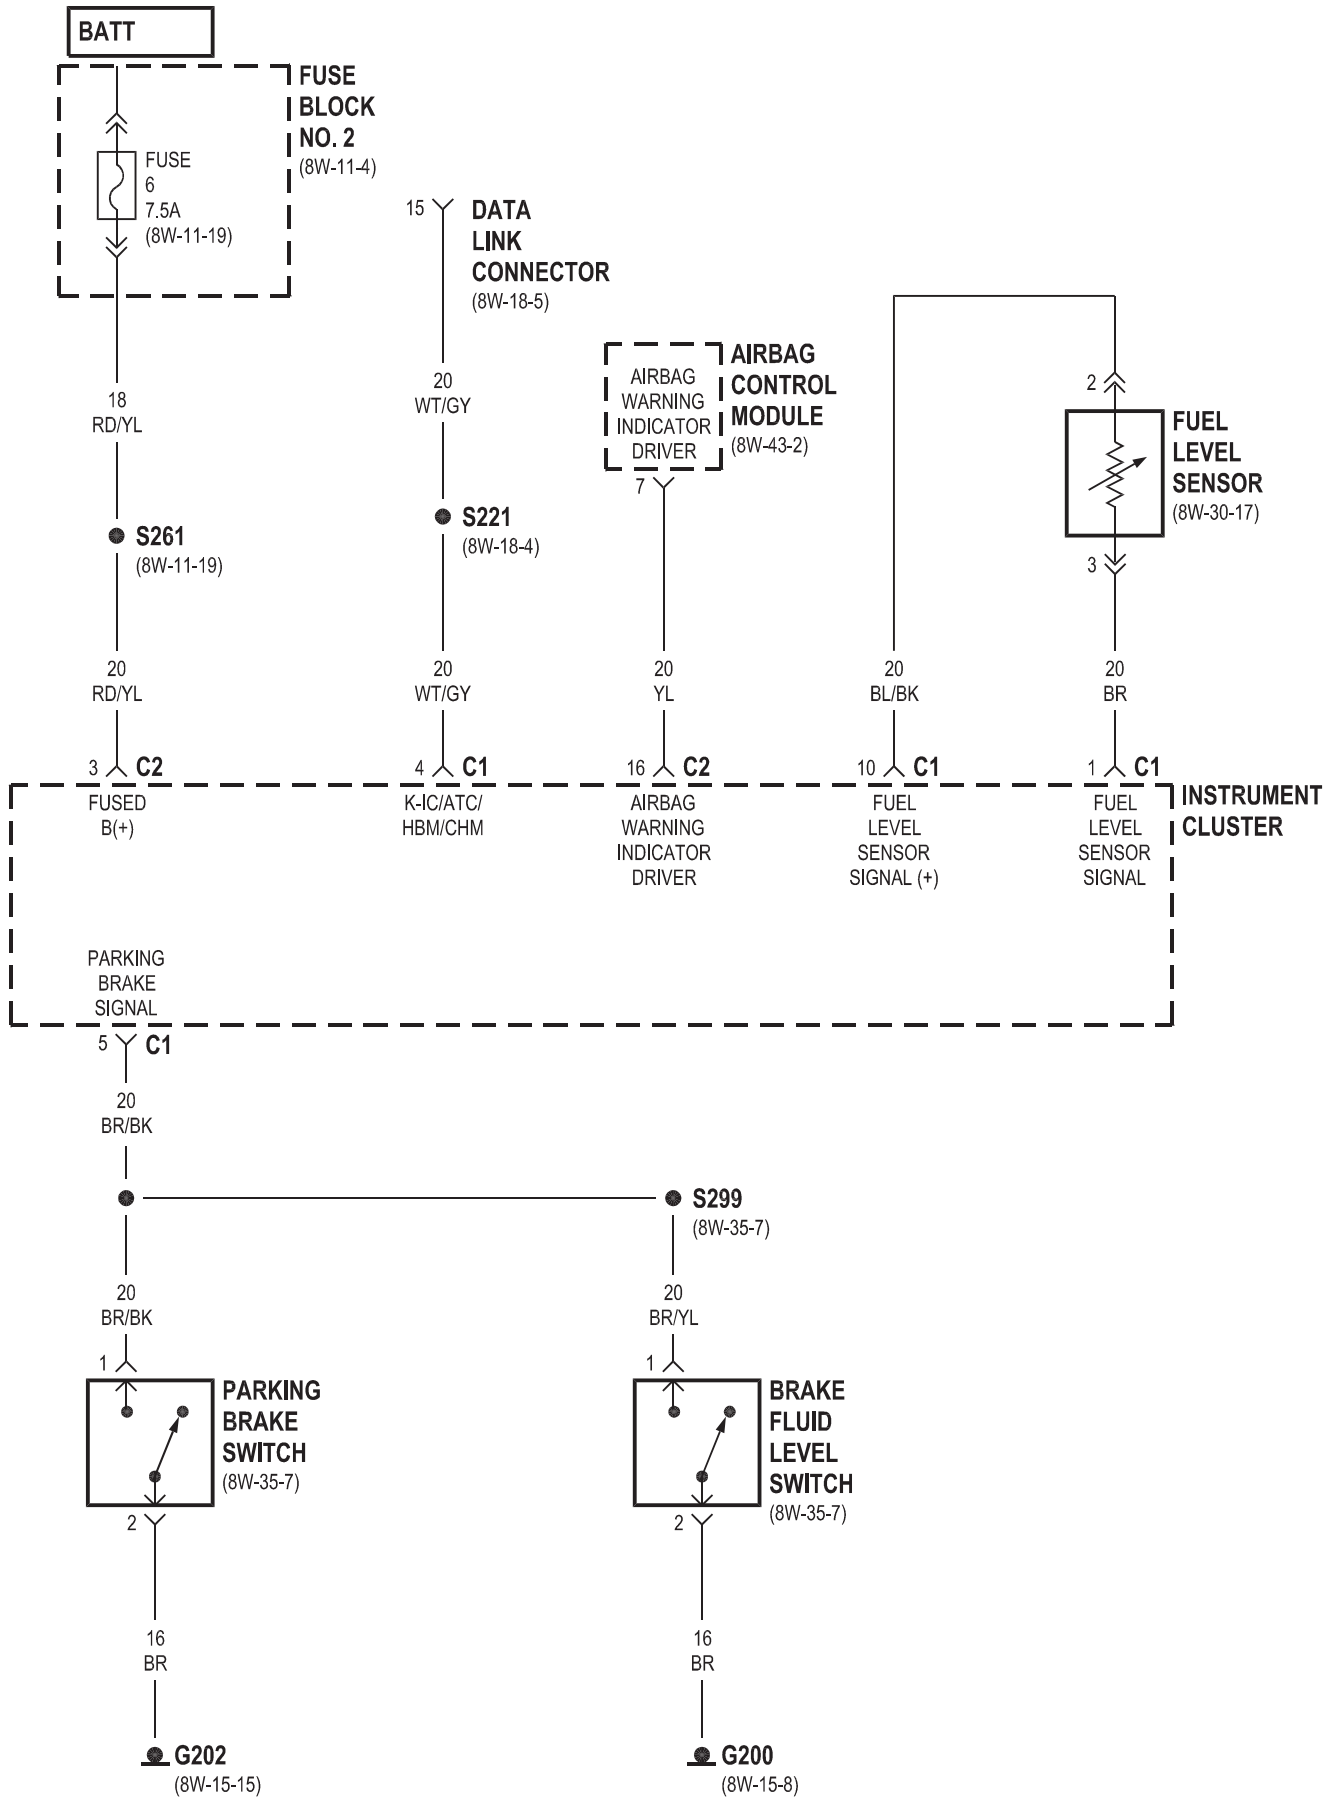 BATT
FUSE
BLOCK
NO. 2
(8W-11-4)
FUSE
6
7.5A
(8W-11-19)
15
DATA
LINK
CONNECTOR
(8W-18-5)
AIRBAG
WARNING
INDICATOR
DRIVER
AIRBAG
CONTROL
MODULE
(8W-43-2)
7
2
FUEL
LEVEL
SENSOR
(8W-30-17)
3
18
RD/YL
20
WT/GY
S261
(8W-11-19)
S221
(8W-18-4)
20
RD/YL
20
WT/GY
20
YL
20
BL/BK
20
BR
3 C2
4 C1
16 C2
10 C1
1 C1
INSTRUMENT
CLUSTER
FUSED
B(+)
K-IC/ATC/
HBM/CHM
AIRBAG
WARNING
INDICATOR
DRIVER
FUEL
LEVEL
SENSOR
SIGNAL (+)
FUEL
LEVEL
SENSOR
SIGNAL
PARKING
BRAKE
SIGNAL
5 C1
20
BR/BK
S299
(8W-35-7)
20
BR/BK
20
BR/YL
1
PARKING
BRAKE
SWITCH
(8W-35-7)
2
1
BRAKE
FLUID
LEVEL
SWITCH
(8W-35-7)
2
16
BR
16
BR
G202
(8W-15-15)
G200
(8W-15-8)